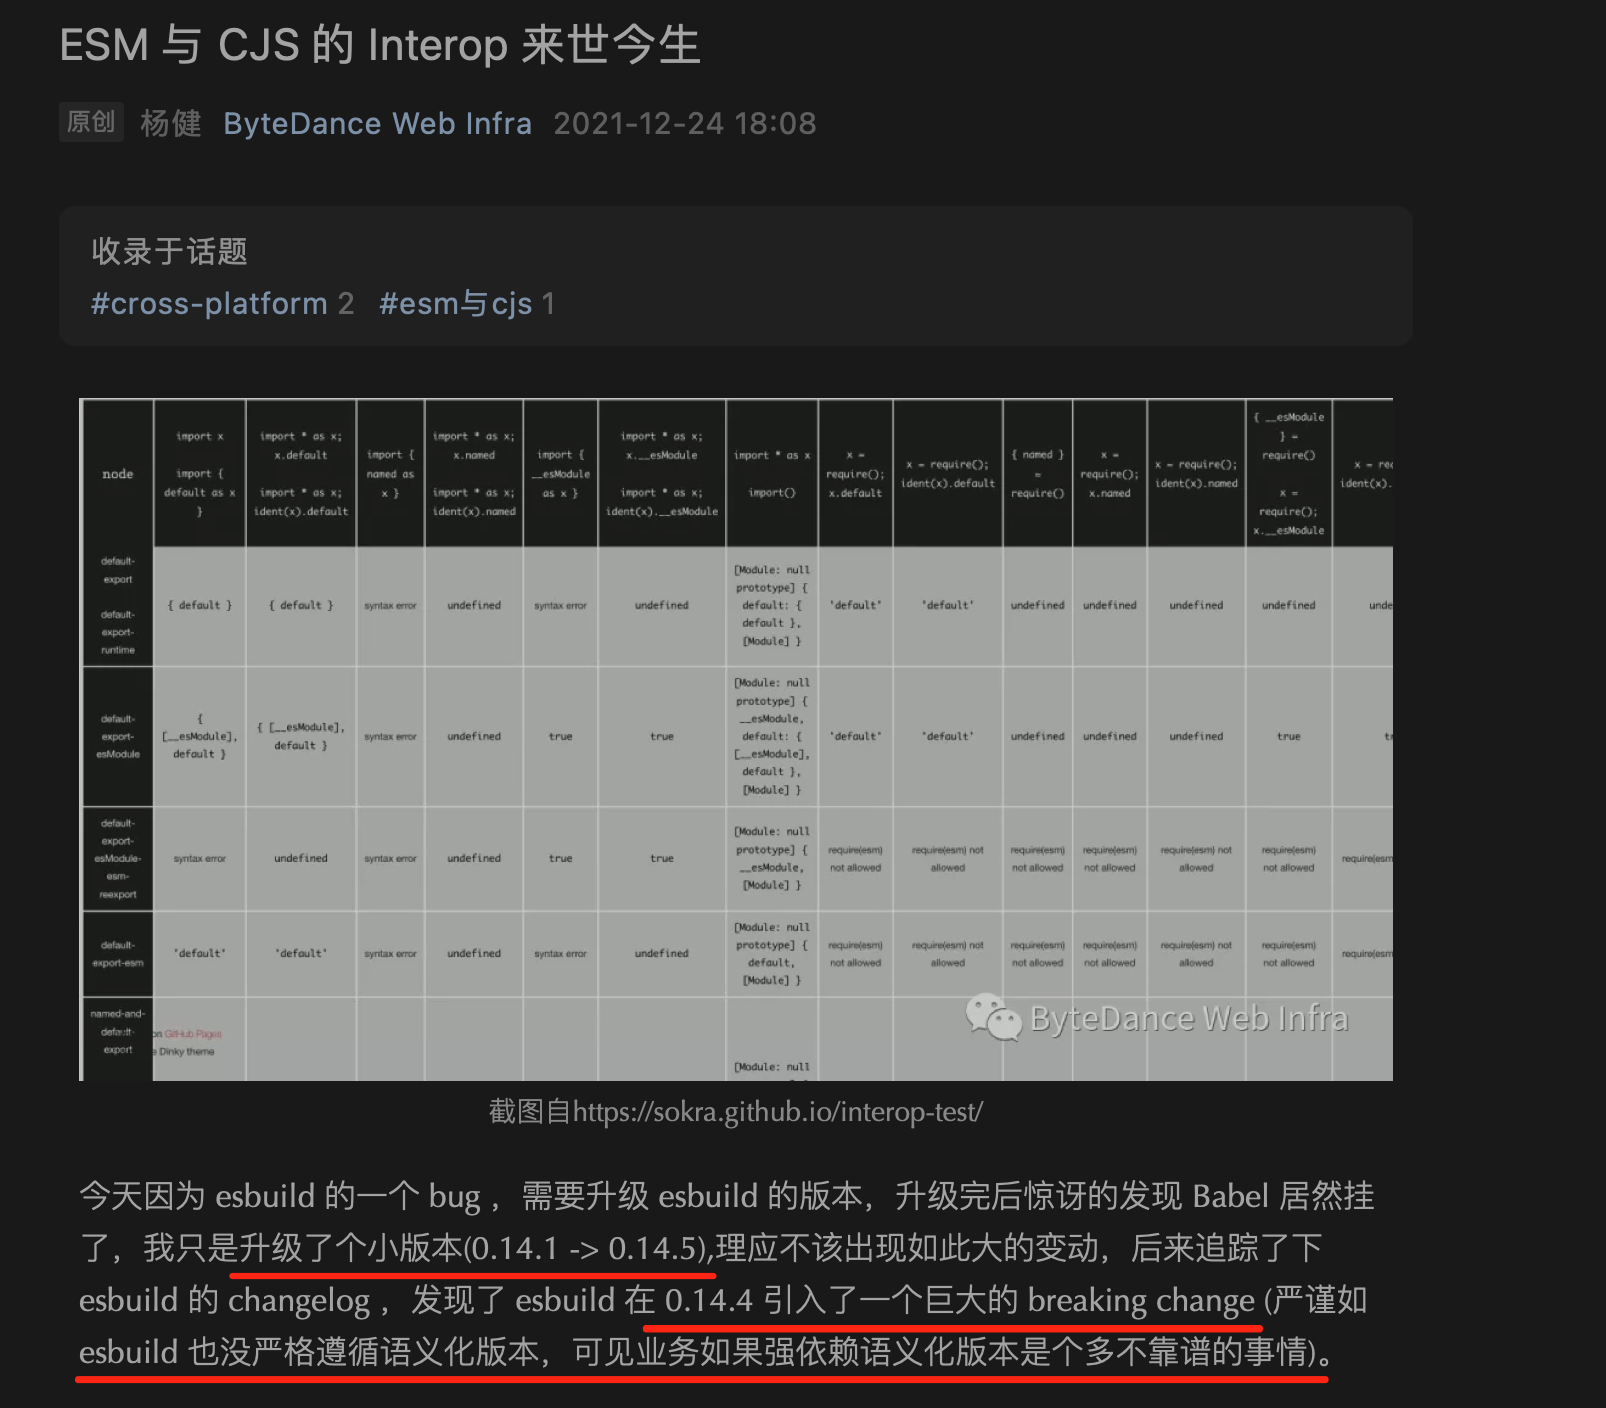 ESM 与 CJS 的 Interop 来世今生
原创 杨健 ByteDance Web Infra 2021-12-24 18:08
收录于话题
#cross-platform 2 #esm与cjs 1
node
import x
import {
default as x
}
import * as x;
x.default
import * as x;
ident(x).default
import {
named as
x }
import * as x;
x.named
import * as x;
ident(x).named
import {
__esModule
as x }
import * as x;
x.__esModule
import * as x;
ident(x).__esModule
import * as x
import()
x =
require();
x.default
x = require();
ident(x).default
{ named }
=
require()
x =
require();
x.named
x = require();
ident(x).named
{ __esModule
} =
require()
x =
require();
x.__esModule
x = rec
ident(x).
default-
export
default-
export-
runtime
{ default }
{ default }
syntax error
undefined
syntax error
undefined
[Module: null
prototype] {
default: {
default },
[Module] }
'default'
'default'
undefined
undefined
undefined
undefined
unde
default-
export-
esModule
{
[__esModule],
default }
{ [__esModule],
default }
syntax error
undefined
true
true
[Module: null
prototype] {
__esModule,
default: {
[__esModule],
default },
[Module] }
'default'
'default'
undefined
undefined
undefined
true
tr
default-
export-
esModule-
esm-
reexport
syntax error
undefined
syntax error
undefined
true
true
[Module: null
prototype] {
__esModule,
[Module] }
require(esm)
not allowed
require(esm) not
allowed
require(esm)
not allowed
require(esm)
not allowed
require(esm) not
allowed
require(esm)
not allowed
require(esm
default-
export-esm
'default'
'default'
syntax error
undefined
syntax error
undefined
[Module: null
prototype] {
default,
[Module] }
require(esm)
not allowed
require(esm) not
allowed
require(esm)
not allowed
require(esm)
not allowed
require(esm) not
allowed
require(esm)
not allowed
require(esm
named-and-
default-
export
on GitHub Pages
e Dinky theme
[Module: null
ByteDance Web Infra
截图自https://sokra.github.io/interop-test/
今天因为 esbuild 的一个 bug ，需要升级 esbuild 的版本，升级完后惊讶的发现 Babel 居然挂
了，我只是升级了个小版本(0.14.1 -> 0.14.5),理应不该出现如此大的变动，后来追踪了下
esbuild 的 changelog ，发现了 esbuild 在 0.14.4 引入了一个巨大的 breaking change (严谨如
esbuild 也没严格遵循语义化版本，可见业务如果强依赖语义化版本是个多不靠谱的事情)。